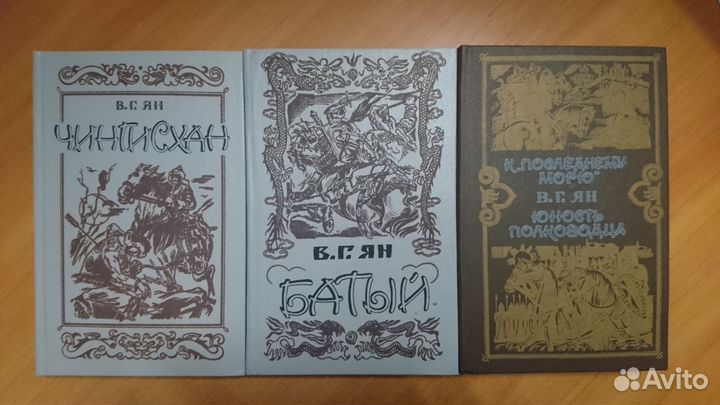 В.Г. ЯН
ЧИНГИСХАН
В.Г. ЯН
БАТЫЙ
К „ПОСЛЕДНЕМУ
МОРЮ”
В.Г. ЯН
ЮНОСТЬ
ПОЛКОВОДЦА
Avito